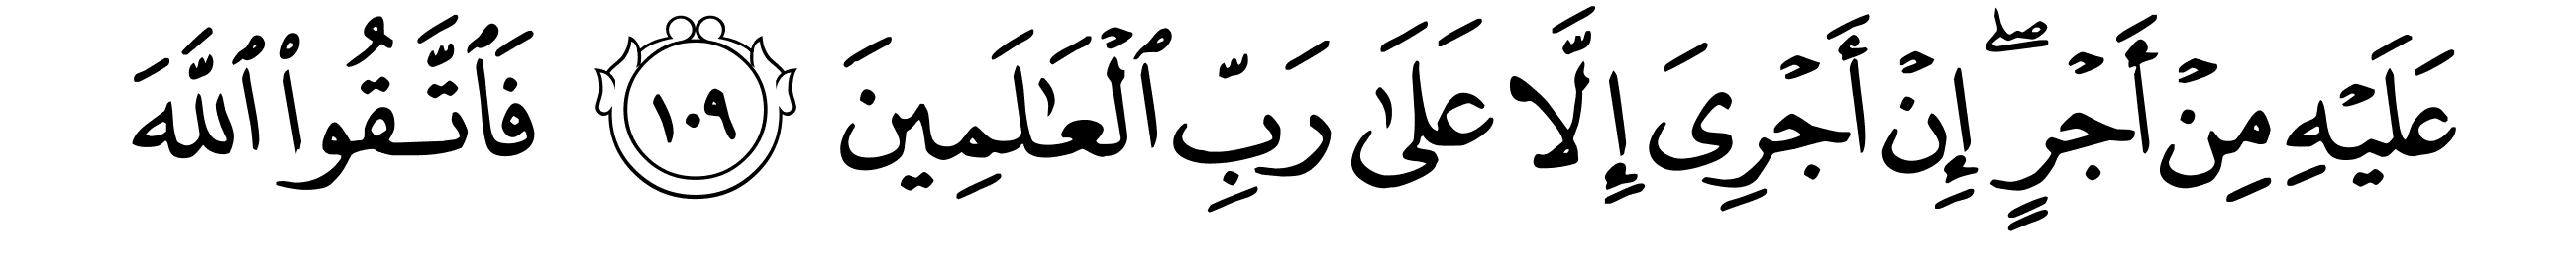 عَلَيْهِ مِنْ أَجْرٍ ۖ إِنْ أَجْرِىَ إِلَّا عَلَىٰ رَبِّ ٱلْعَـٰلَمِينَ ١٠٩ فَٱتَّقُوا۟ ٱللَّهَ